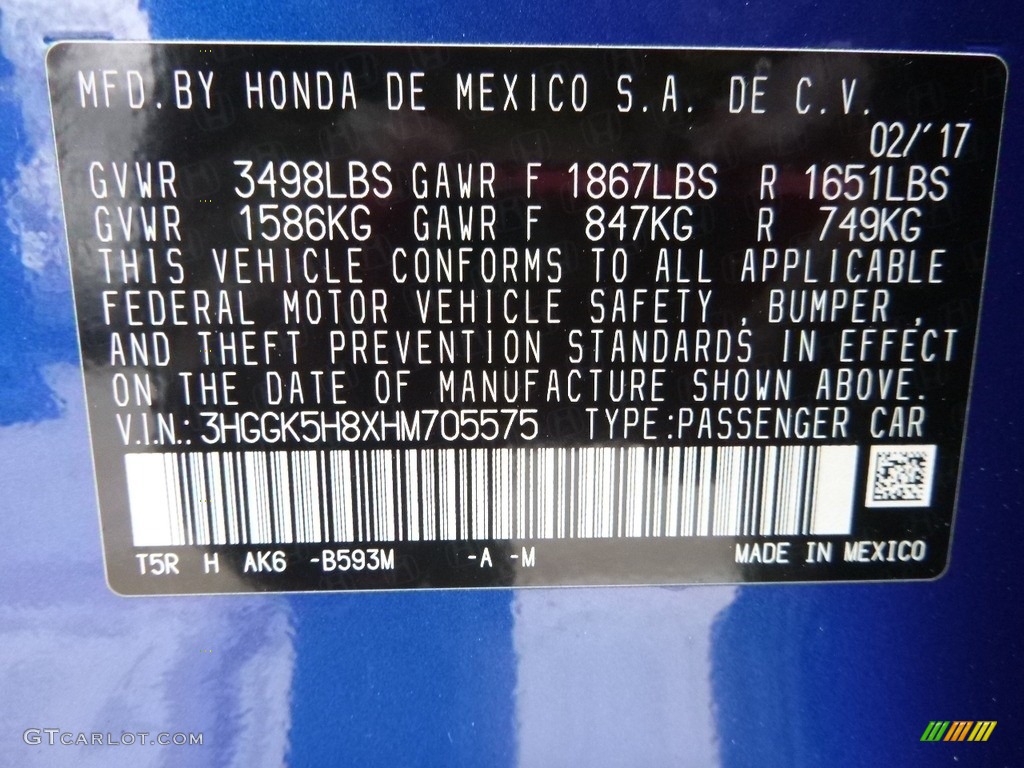 MFD.BY HONDA DE MEXICO S.A. DE C.V.
02/'17
GVWR 3498LBS GAWR F 1867LBS R 1651LBS
GVWR 1586KG GAWR F 847KG R 749KG
THIS VEHICLE CONFORMS TO ALL APPLICABLE
FEDERAL MOTOR VEHICLE SAFETY , BUMPER ,
AND THEFT PREVENTION STANDARDS IN EFFECT
ON THE DATE OF MANUFACTURE SHOWN ABOVE.
V.I.N.: 3HGGK5H8XHM705575 TYPE:PASSENGER CAR
T5R H AK6 -B593M -A -M MADE IN MEXICO
GTCARLOT.COM